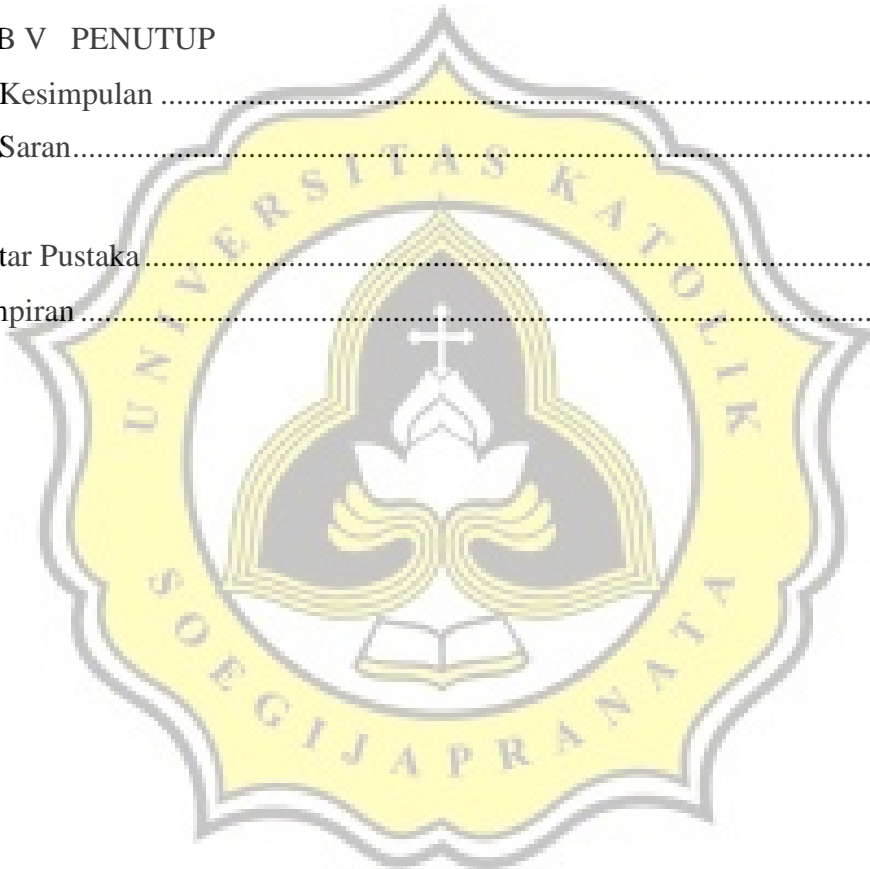 B V PENUTUP
Kesimpulan ....................................................................................................
Saran...............................................................................................................
tar Pustaka ......................................................................................................
npiran ..............................................................................................................
UNIVERSITAS KATOLIK
SOEGIJAPRANATA